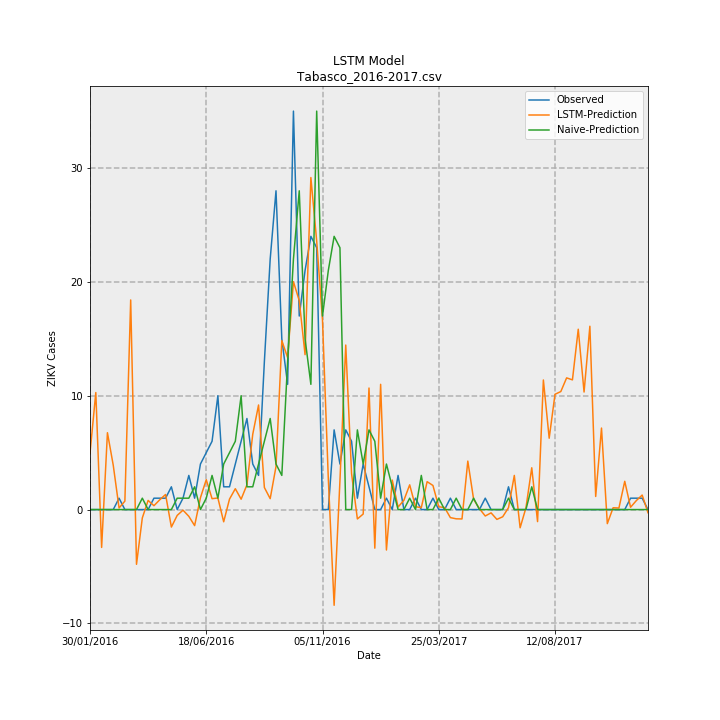 LSTM Model
Tabasco_2016-2017.csv
Observed
LSTM-Prediction
Naive-Prediction
ZIKV Cases
30
20
10
0
−10
30/01/2016
18/06/2016
05/11/2016
25/03/2017
12/08/2017
Date